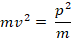 mv² = p²/m